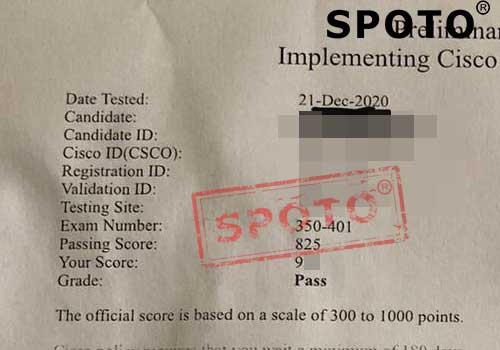 SPOTO®
Preliminar
Implementing Cisco
Date Tested: 21-Dec-2020
Candidate:
Candidate ID:
Cisco ID(CSCO):
Registration ID:
Validation ID:
Testing Site:
SPOTO®
Exam Number: 350-401
Passing Score: 825
Your Score: 9
Grade: Pass
The official score is based on a scale of 300 to 1000 points.